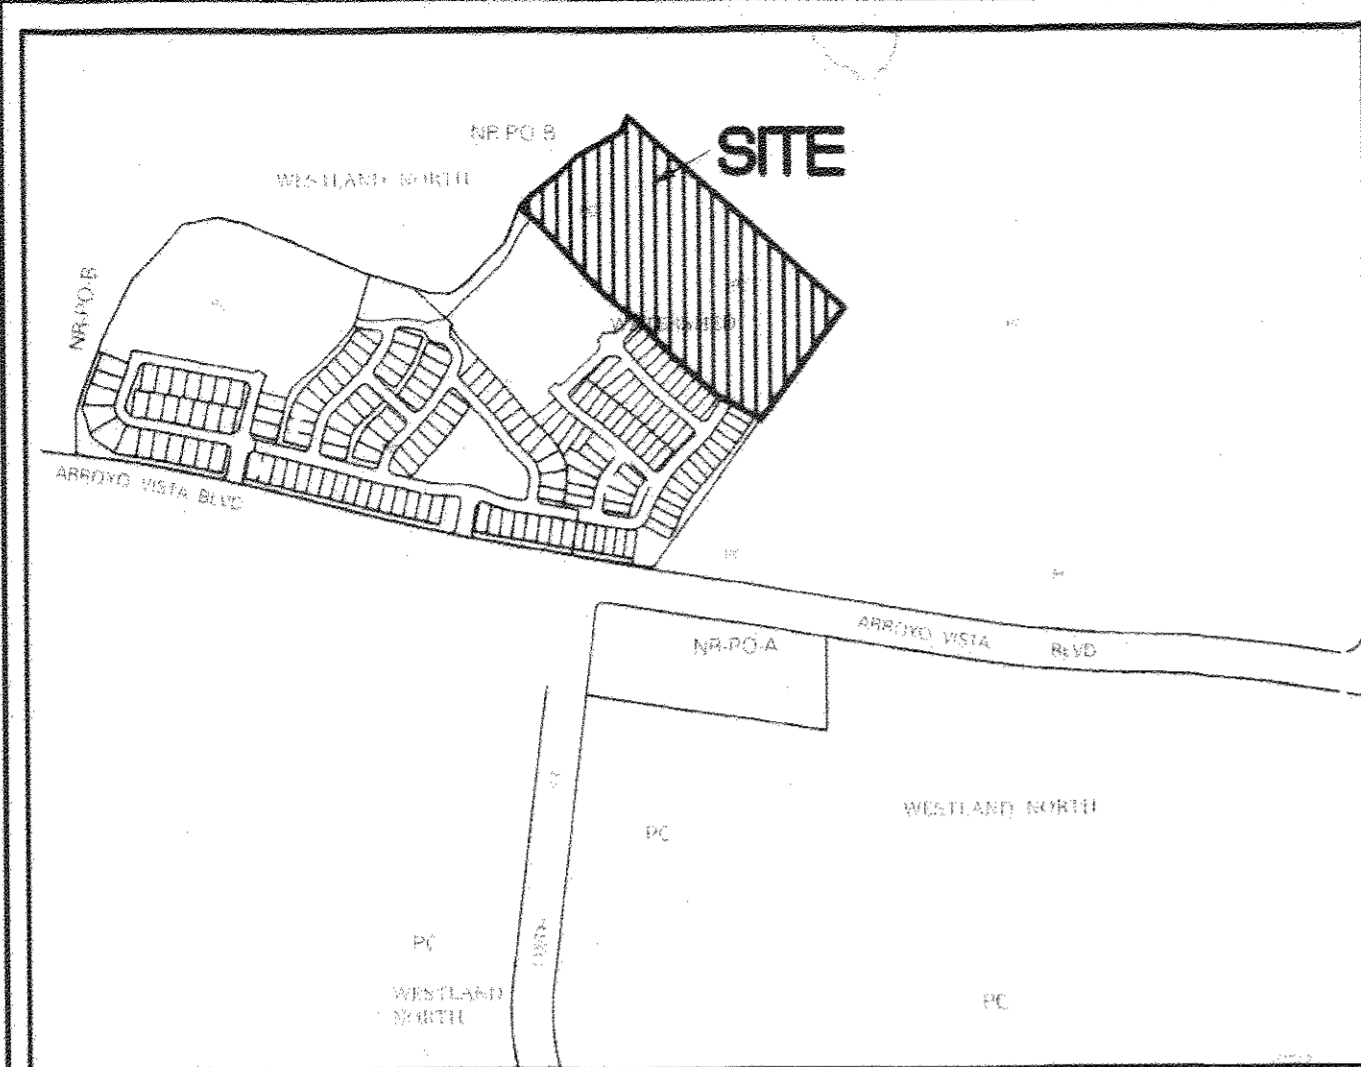 NR-PO-B
SITE
WESTLAND NORTH
NR-PO-B
WATERSHED
ARROYO VISTA BLVD
PC
NR-PO-A
ARROYO VISTA
BLVD
WESTLAND NORTH
PC
PC
WESTLAND
NORTH
PC